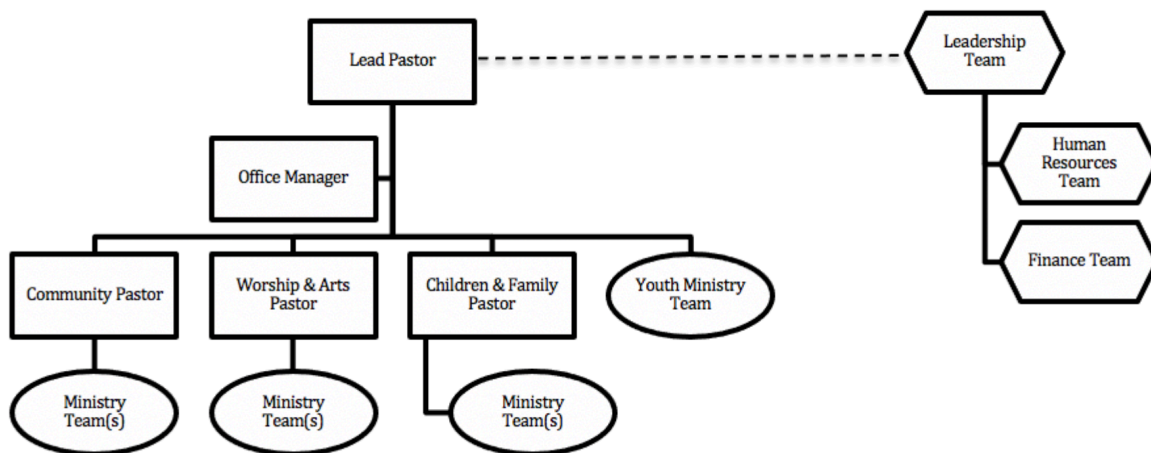 Lead Pastor
Leadership
Team
Office Manager
Human
Resources
Team
Finance Team
Community Pastor
Worship & Arts
Pastor
Children & Family
Pastor
Youth Ministry
Team
Ministry
Team(s)
Ministry
Team(s)
Ministry
Team(s)